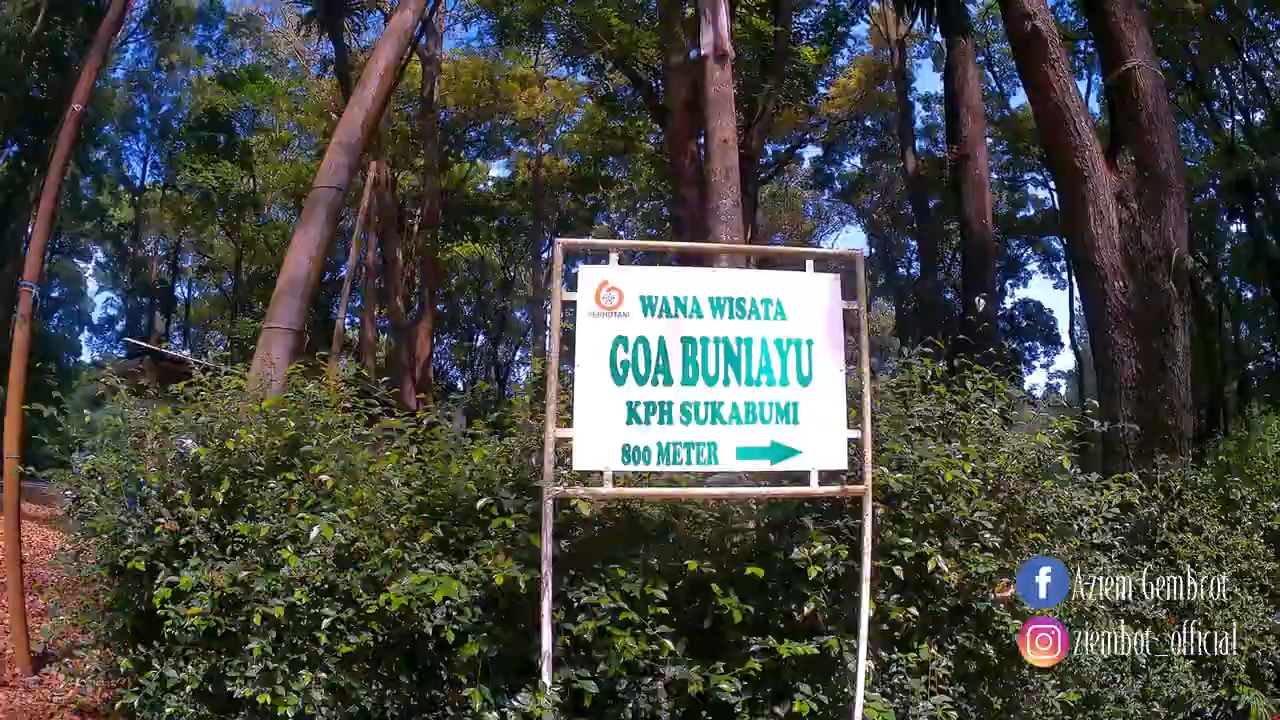 PERHUTANI
WANA WISATA
GOA BUNIAYU
KPH SUKABUMI
800 METER
Aziem Gembrot
ziembot_official